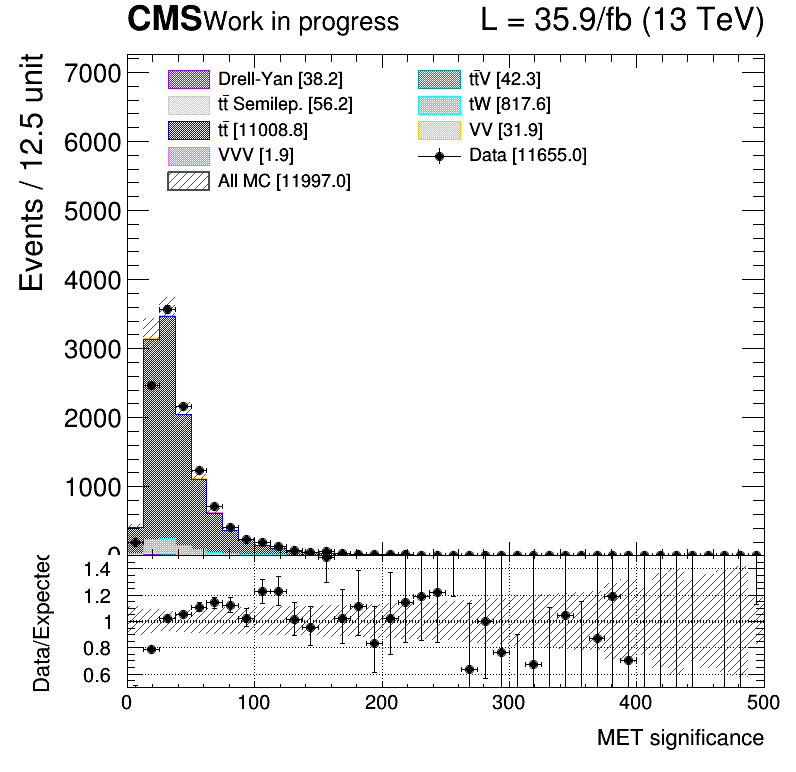 CMS Work in progress L = 35.9/fb (13 TeV)
Events / 12.5 unit
7000
6000
5000
4000
3000
2000
1000
0
Drell-Yan [38.2]
tt̄ Semilep. [56.2]
tt̄ [11008.8]
VVV [1.9]
All MC [11997.0]
tt̄V [42.3]
tW [817.6]
VV [31.9]
Data [11655.0]
Data/Expected
1.4
1.2
1
0.8
0.6
0 100 200 300 400 500
MET significance